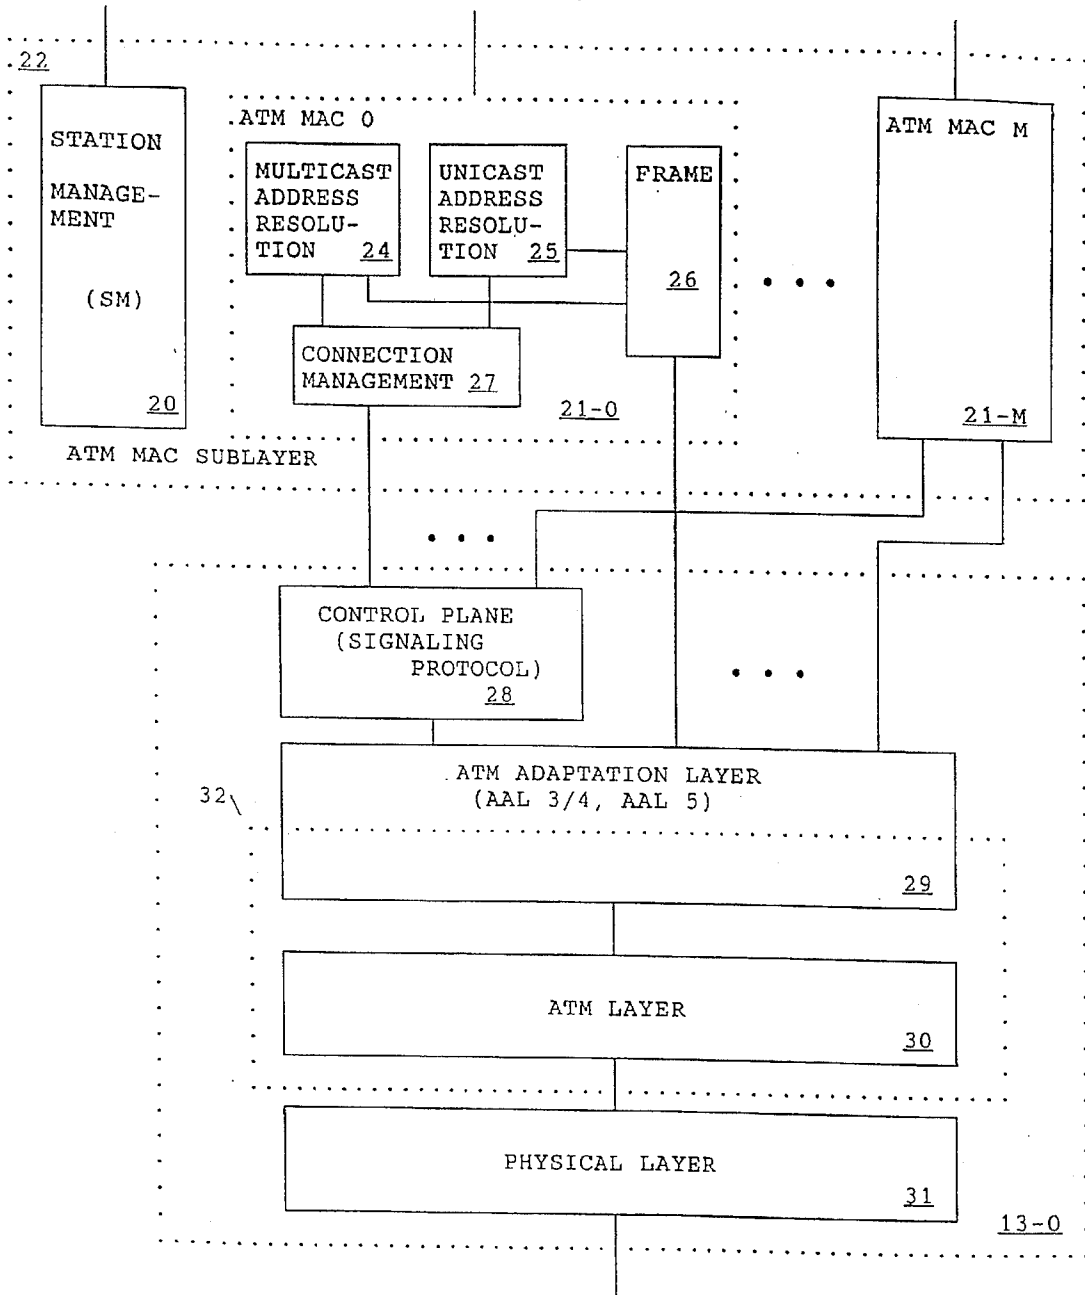 22
STATION
MANAGE-
MENT
(SM)
20
ATM MAC 0
MULTICAST
ADDRESS
RESOLU-
TION 24
UNICAST
ADDRESS
RESOLU-
TION 25
FRAME
26
CONNECTION
MANAGEMENT 27
21-0
ATM MAC M
21-M
ATM MAC SUBLAYER
CONTROL PLANE
(SIGNALING
PROTOCOL)
28
ATM ADAPTATION LAYER
(AAL 3/4, AAL 5)
32
29
ATM LAYER
30
PHYSICAL LAYER
31
13-0